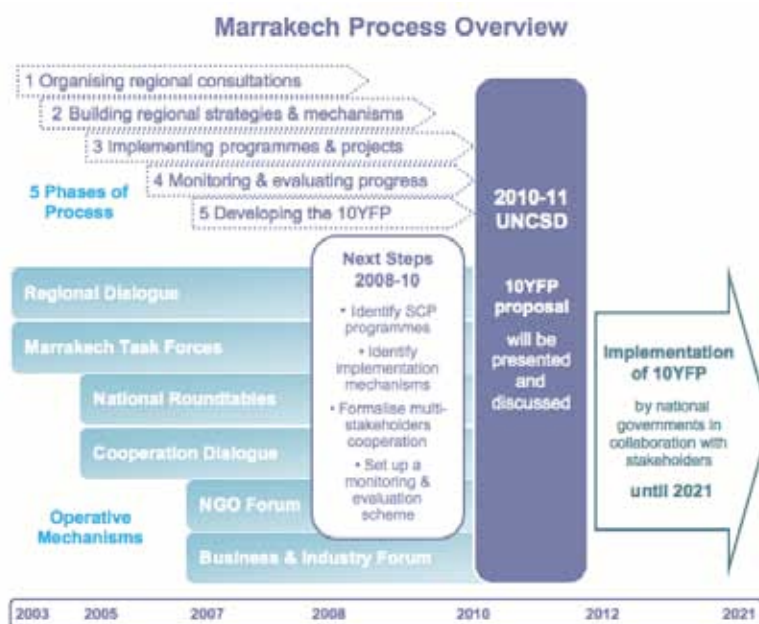 Marrakech Process Overview
1 Organising regional consultations
2 Building regional strategies & mechanisms
3 Implementing programmes & projects
4 Monitoring & evaluating progress
5 Developing the 10YFP
5 Phases of
Process
2010-11
UNCSD
10YFP
proposal
will be
presented
and
discussed
Next Steps
2008-10
• Identify SCP
programmes
• Identify
implementation
mechanisms
• Formalise multi-
stakeholders
cooperation
• Set up a
monitoring &
evaluation
scheme
Regional Dialogue
Marrakech Task Forces
National Roundtables
Cooperation Dialogue
NGO Forum
Business & Industry Forum
Operative
Mechanisms
Implementation
of 10YFP
by national
governments in
collaboration with
stakeholders
until 2021
2003 2005 2007 2008 2010 2012 2021